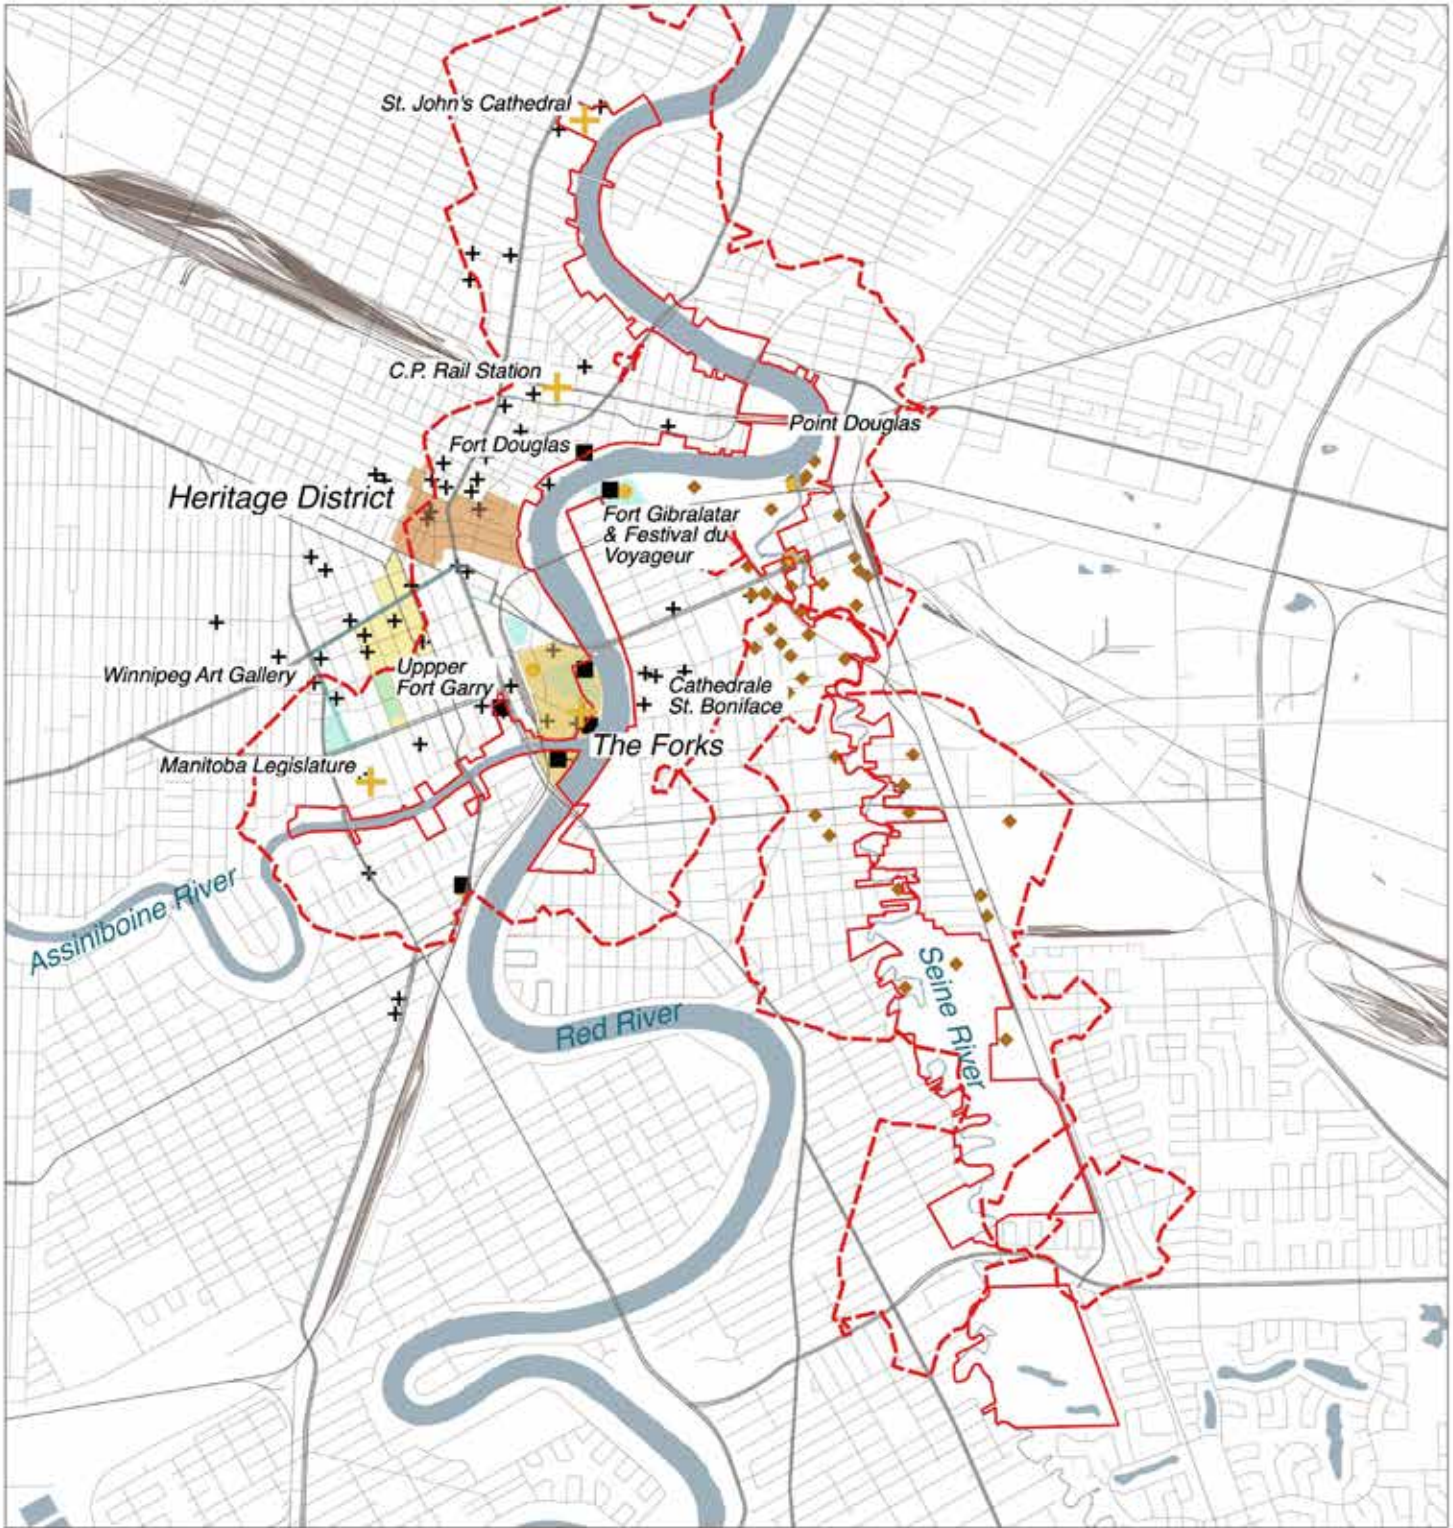 St. John's Cathedral
C.P. Rail Station
Point Douglas
Fort Douglas
Heritage District
Fort Gibralatar
& Festival du
Voyageur
Winnipeg Art Gallery
Uppper
Fort Garry
Cathedrale
St. Boniface
The Forks
Manitoba Legislature
Assiniboine River
Seine River
Red River